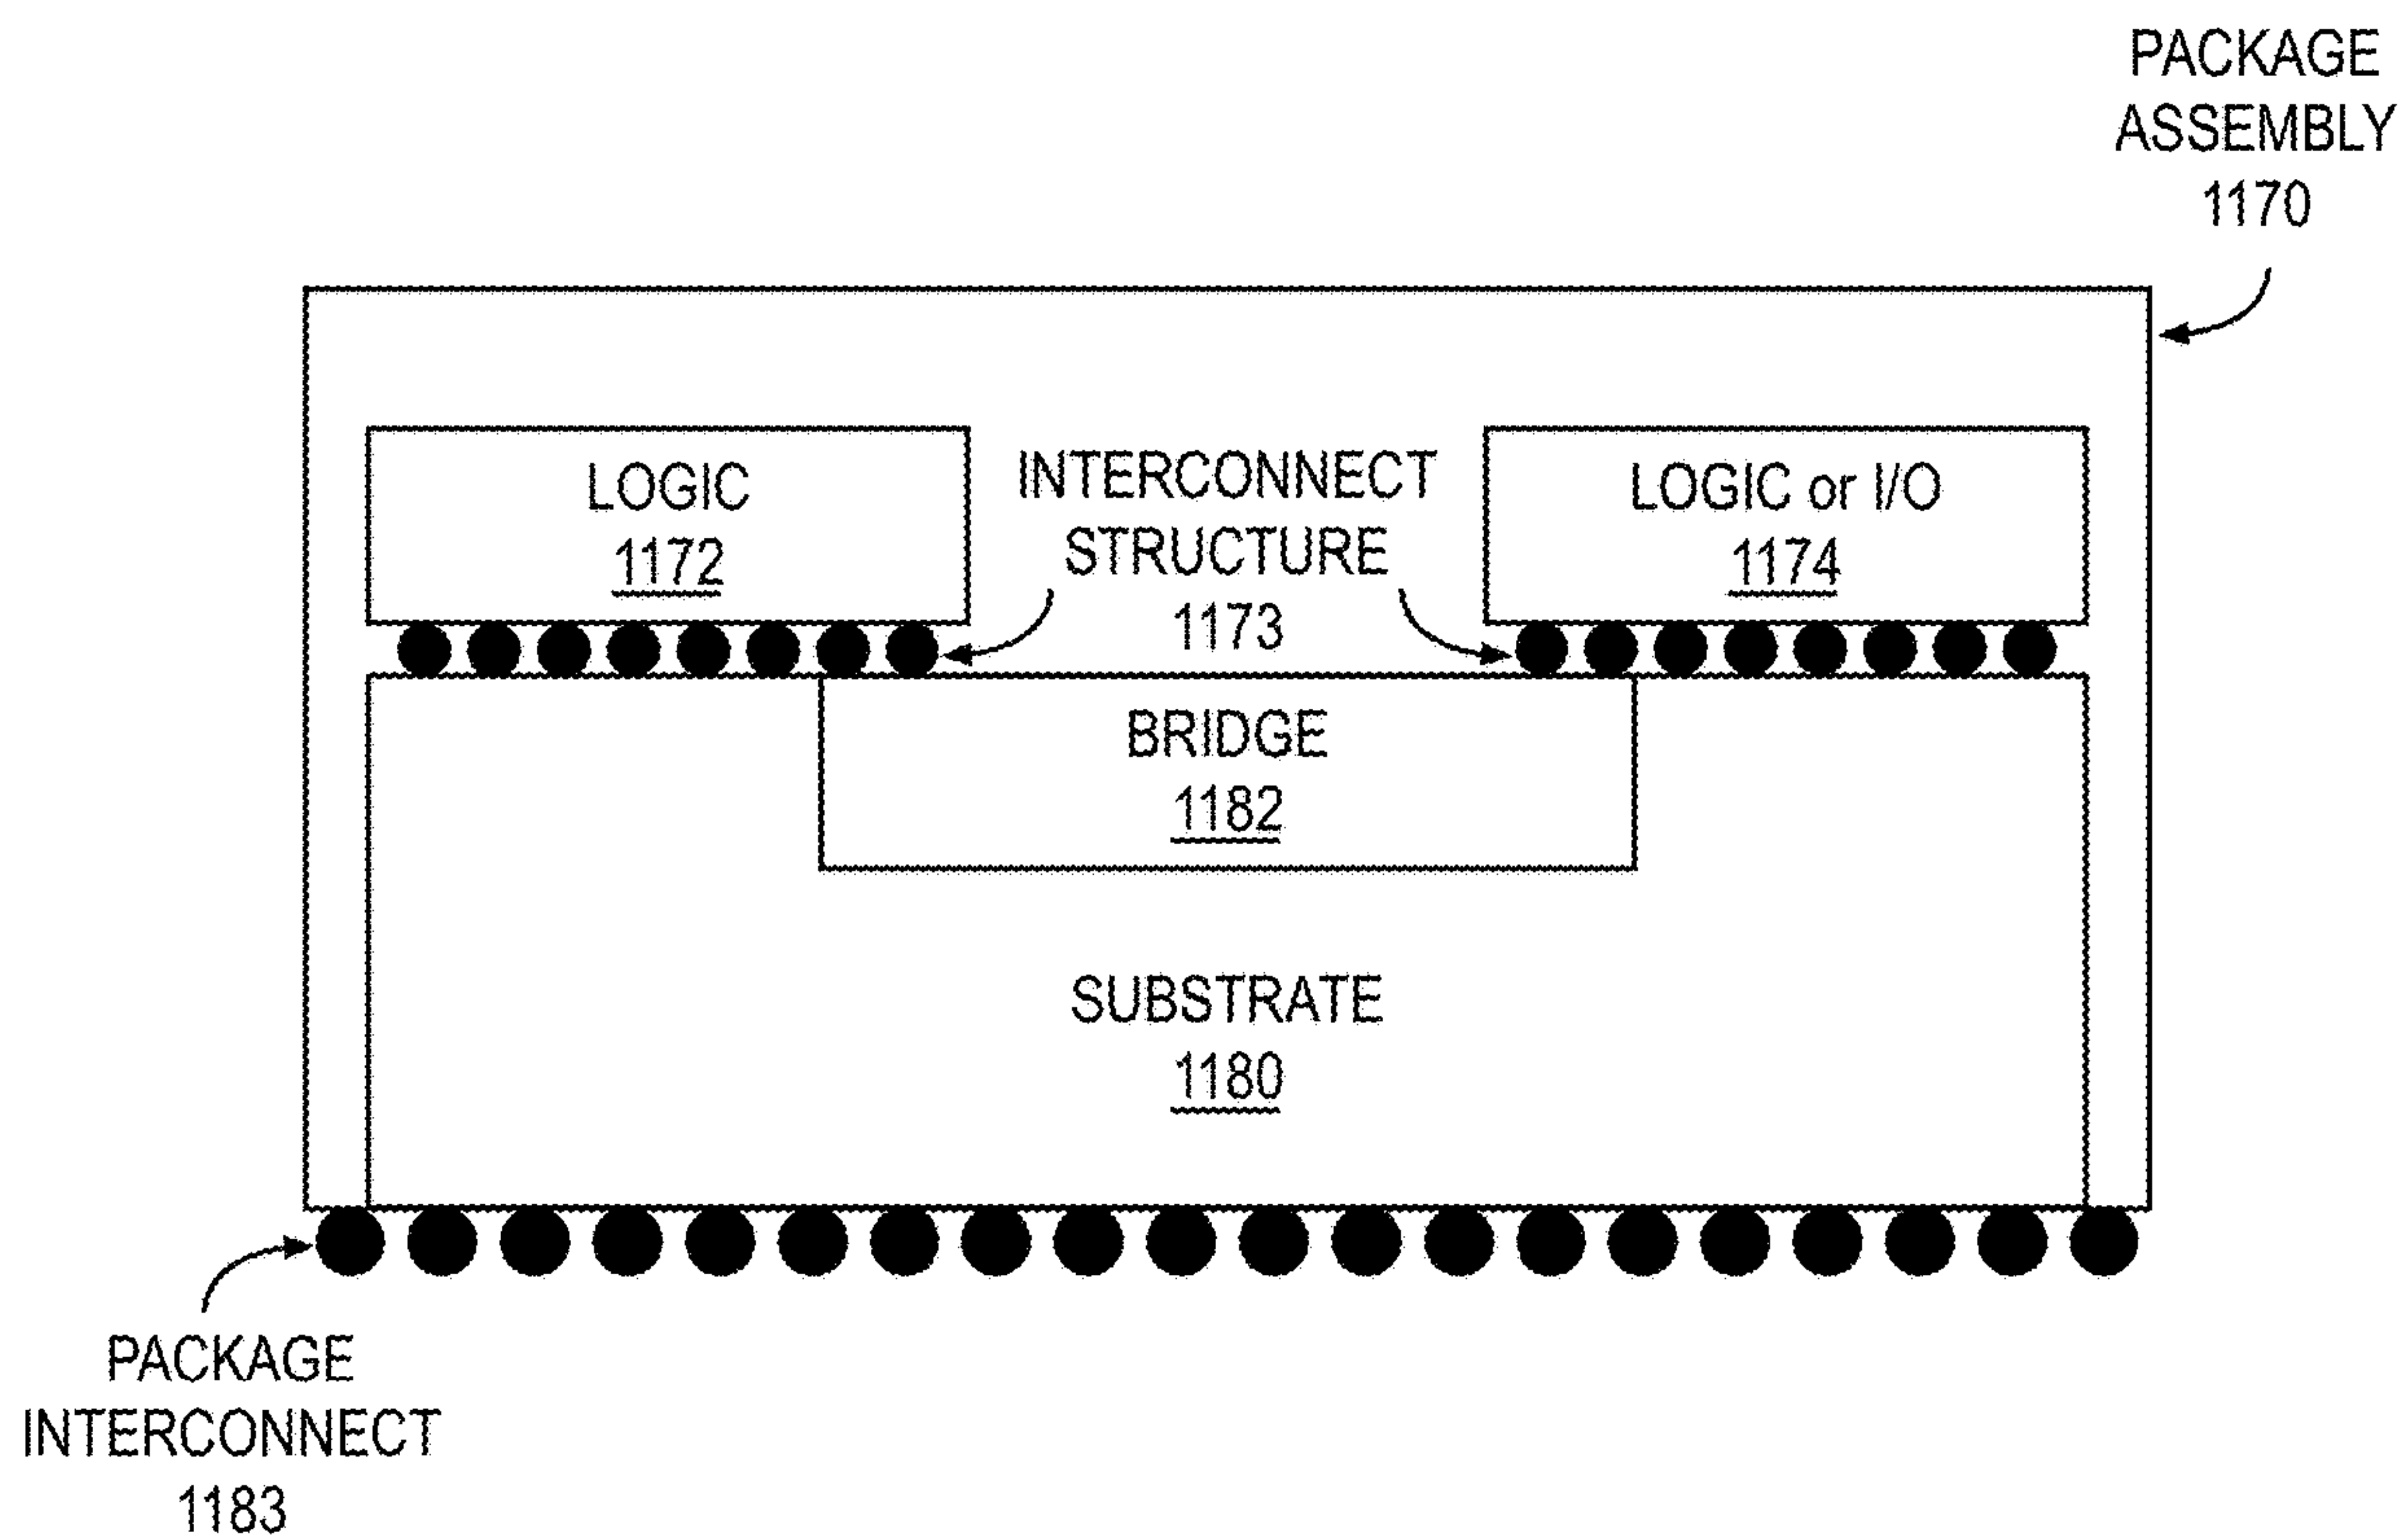 PACKAGE
ASSEMBLY
1170
LOGIC
1172
INTERCONNECT
STRUCTURE
1173
LOGIC or I/O
1174
BRIDGE
1182
SUBSTRATE
1180
PACKAGE
INTERCONNECT
1183